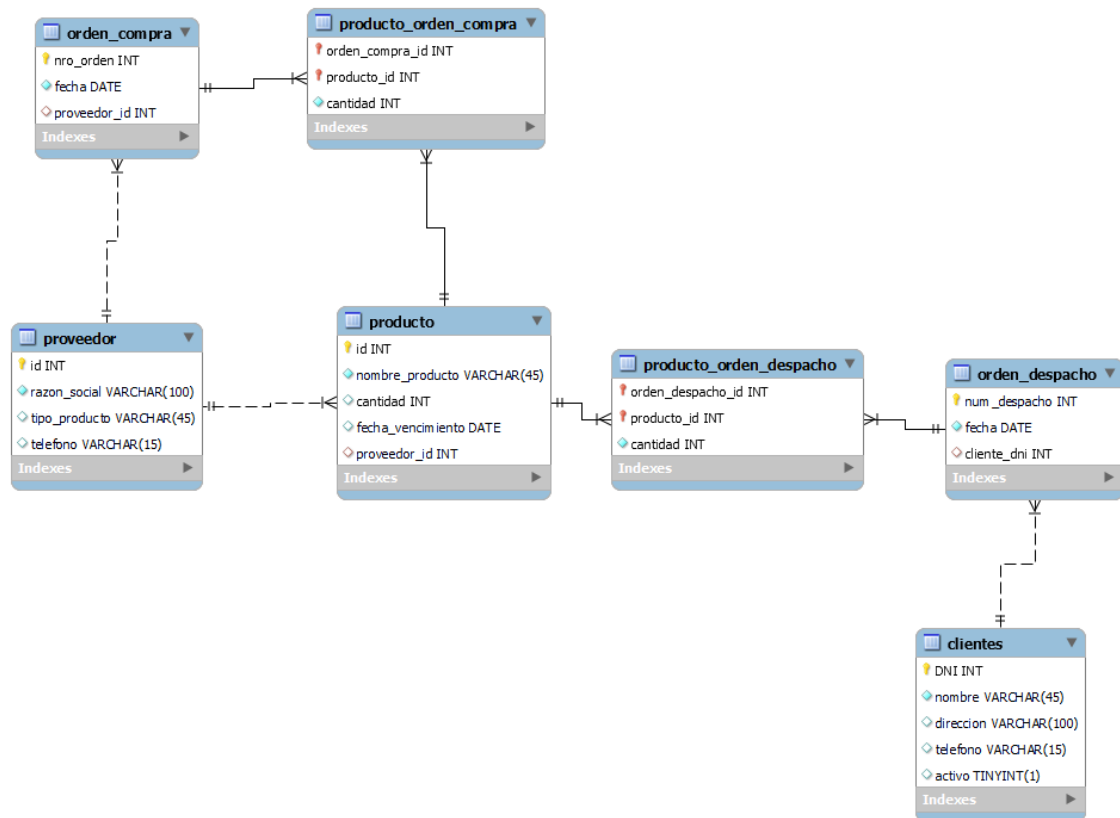 orden_compra
nro_orden INT
fecha DATE
proveedor_id INT
Indexes
producto_orden_compra
orden_compra_id INT
producto_id INT
cantidad INT
Indexes
proveedor
id INT
razon_social VARCHAR(100)
tipo_producto VARCHAR(45)
telefono VARCHAR(15)
Indexes
producto
id INT
nombre_producto VARCHAR(45)
cantidad INT
fecha_vencimiento DATE
proveedor_id INT
Indexes
producto_orden_despacho
orden_despacho_id INT
producto_id INT
cantidad INT
Indexes
orden_despacho
num_despacho INT
fecha DATE
cliente_dni INT
Indexes
clientes
DNI INT
nombre VARCHAR(45)
direccion VARCHAR(100)
telefono VARCHAR(15)
activo TINYINT(1)
Indexes